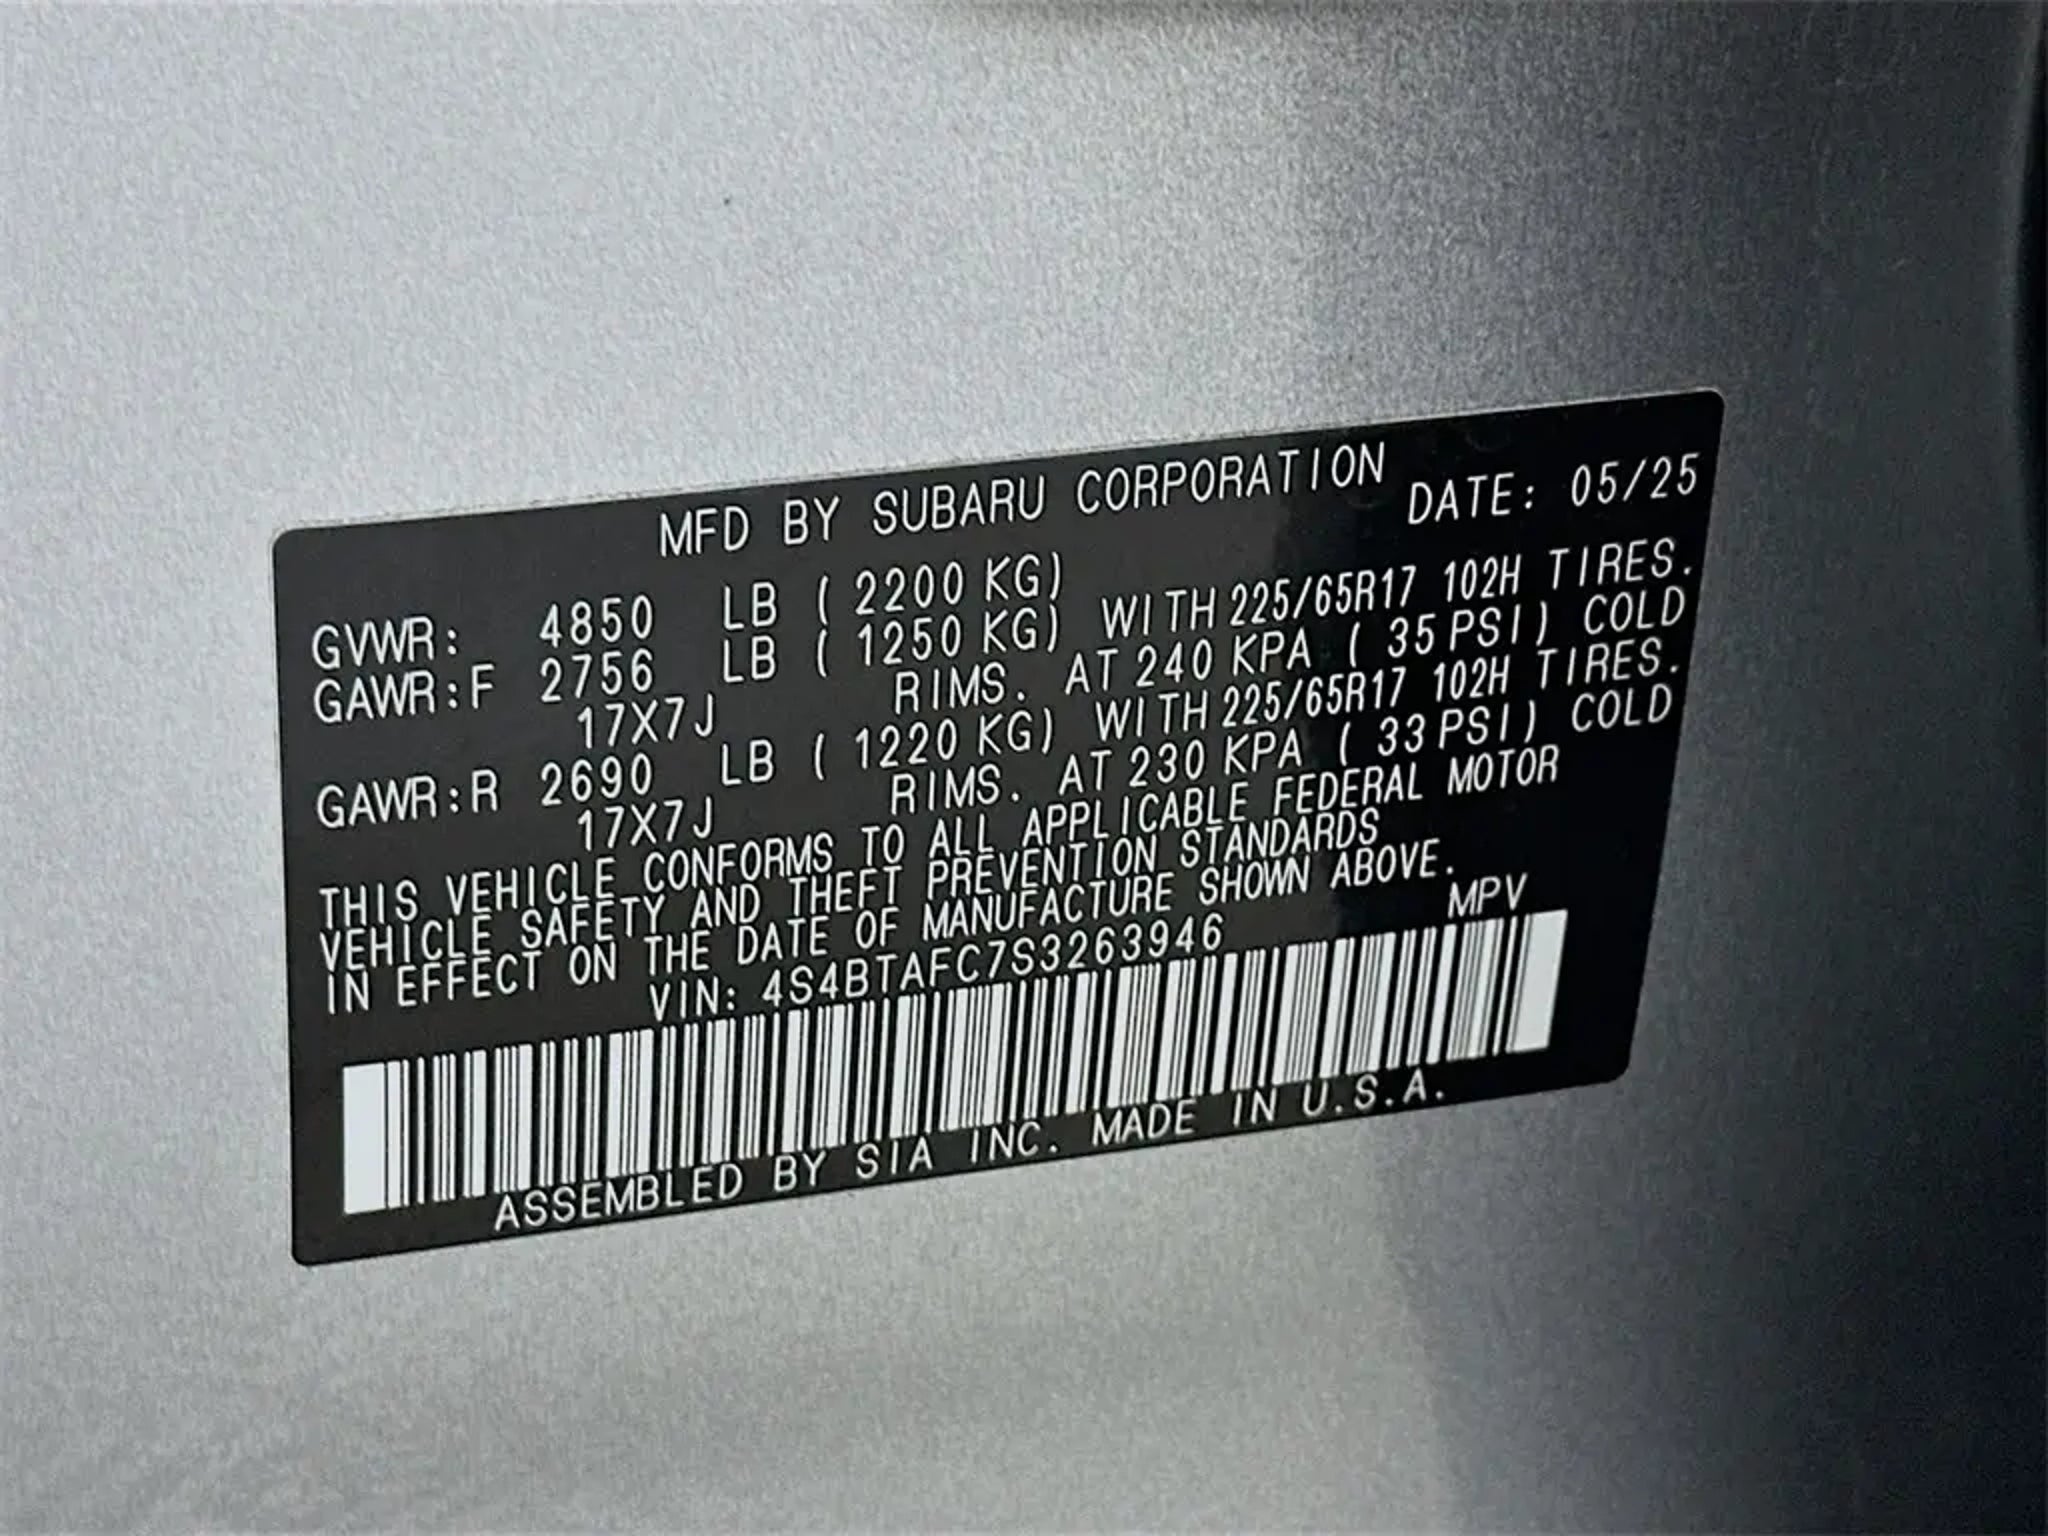 MFD BY SUBARU CORPORATION DATE: 05/25
GVWR: 4850 LB ( 2200 KG)
GAWR:F 2756 LB ( 1250 KG) WITH 225/65R17 102H TIRES.
17X7J RIMS. AT 240 KPA ( 35 PSI) COLD
GAWR:R 2690 LB ( 1220 KG) WITH 225/65R17 102H TIRES.
17X7J RIMS. AT 230 KPA ( 33 PSI) COLD
THIS VEHICLE CONFORMS TO ALL APPLICABLE FEDERAL MOTOR
VEHICLE SAFETY AND THEFT PREVENTION STANDARDS
IN EFFECT ON THE DATE OF MANUFACTURE SHOWN ABOVE.
VIN: 4S4BTAFC7S3263946 MPV
ASSEMBLED BY SIA INC. MADE IN U.S.A.